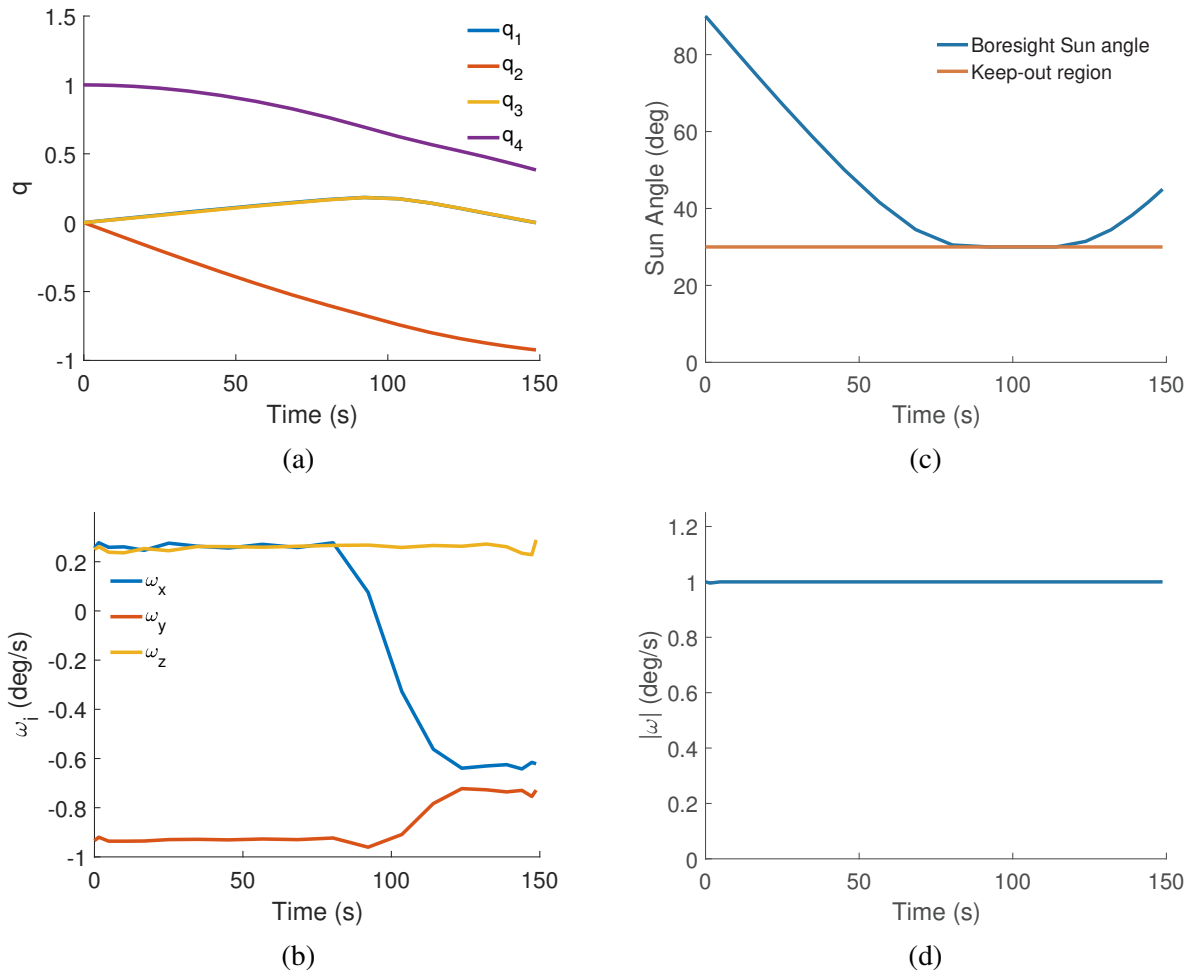 1.5
1
0.5
0
-0.5
-1
q
q1
q2
q3
q4
0 50 100 150
Time (s)
(a)
80
60
40
20
0
Sun Angle (deg)
Boresight Sun angle
Keep-out region
0 50 100 150
Time (s)
(c)
0.2
0
-0.2
-0.4
-0.6
-0.8
-1
ωi (deg/s)
ωx
ωy
ωz
0 50 100 150
Time (s)
(b)
1.2
1
0.8
0.6
0.4
0.2
0
|ω| (deg/s)
0 50 100 150
Time (s)
(d)